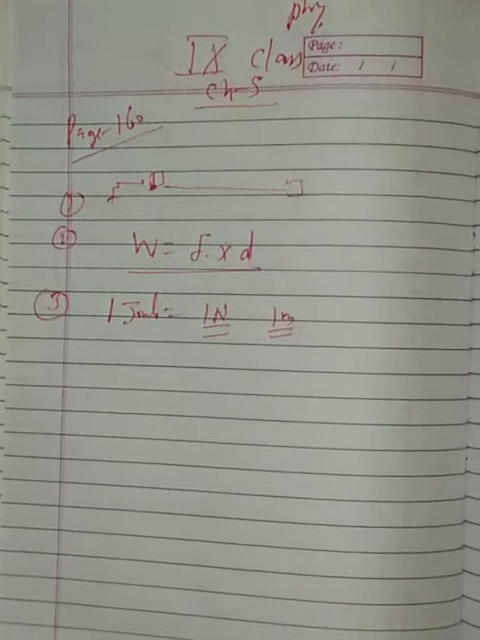 phy
IX class
Page:
Date: / /
Ch-5
Page-160
1
2 W = f. x d
3 1 Joule = 1N 1m